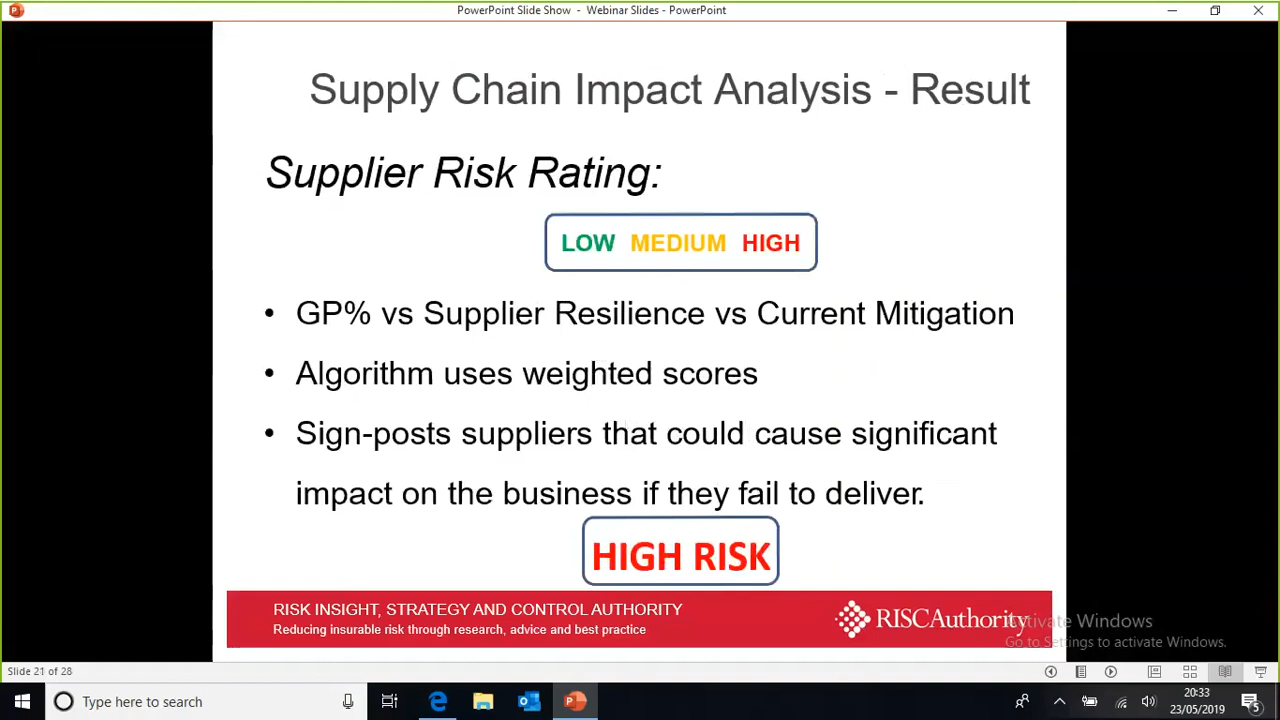 PowerPoint Slide Show - Webinar Slides - PowerPoint
Supply Chain Impact Analysis - Result
Supplier Risk Rating:
LOW MEDIUM HIGH
• GP% vs Supplier Resilience vs Current Mitigation
• Algorithm uses weighted scores
• Sign-posts suppliers that could cause significant
impact on the business if they fail to deliver.
HIGH RISK
RISK INSIGHT, STRATEGY AND CONTROL AUTHORITY
Reducing insurable risk through research, advice and best practice
RISCAuthority
Activate Windows
Go to Settings to activate Windows.
Slide 21 of 28
Type here to search
20:33
23/05/2019
5